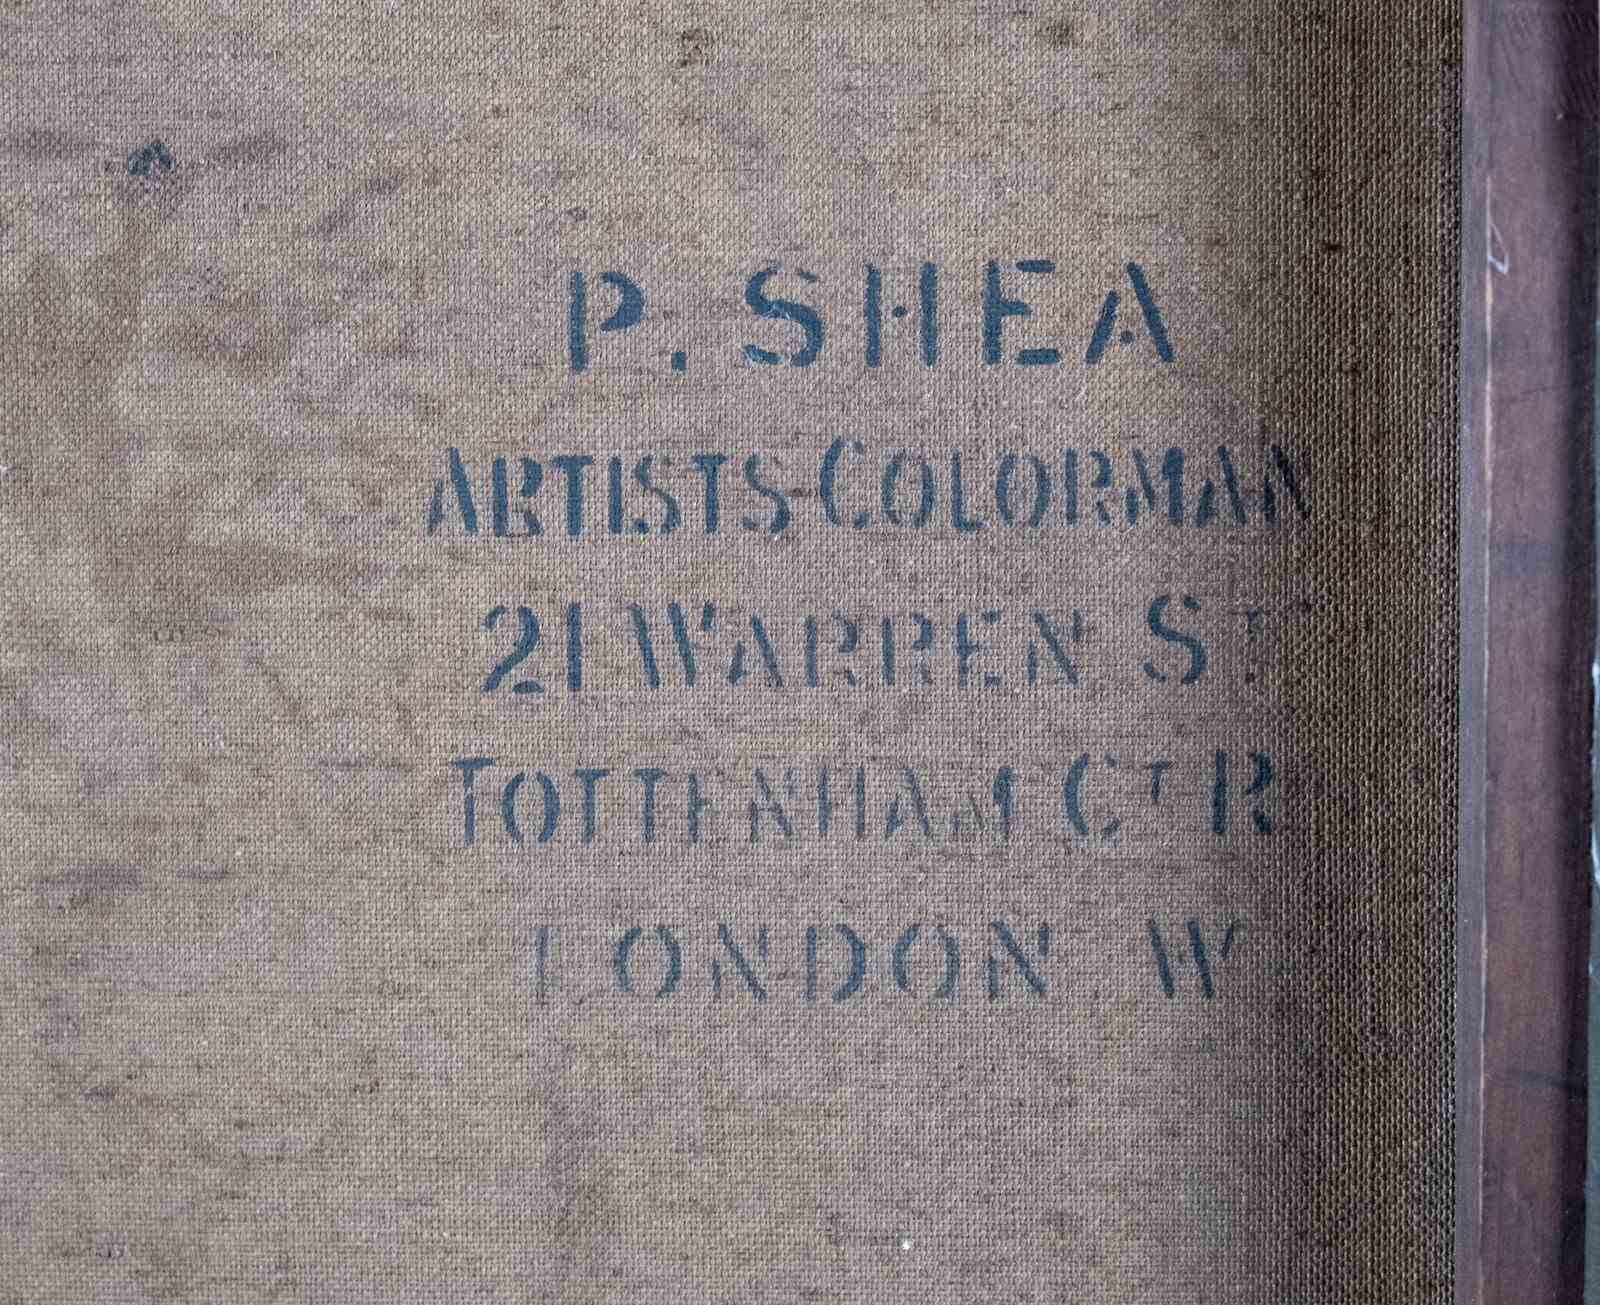 P. SHEA
ARTISTS-COLORMAN
21 WARREN ST
TOTTENHAM CT R
LONDON W